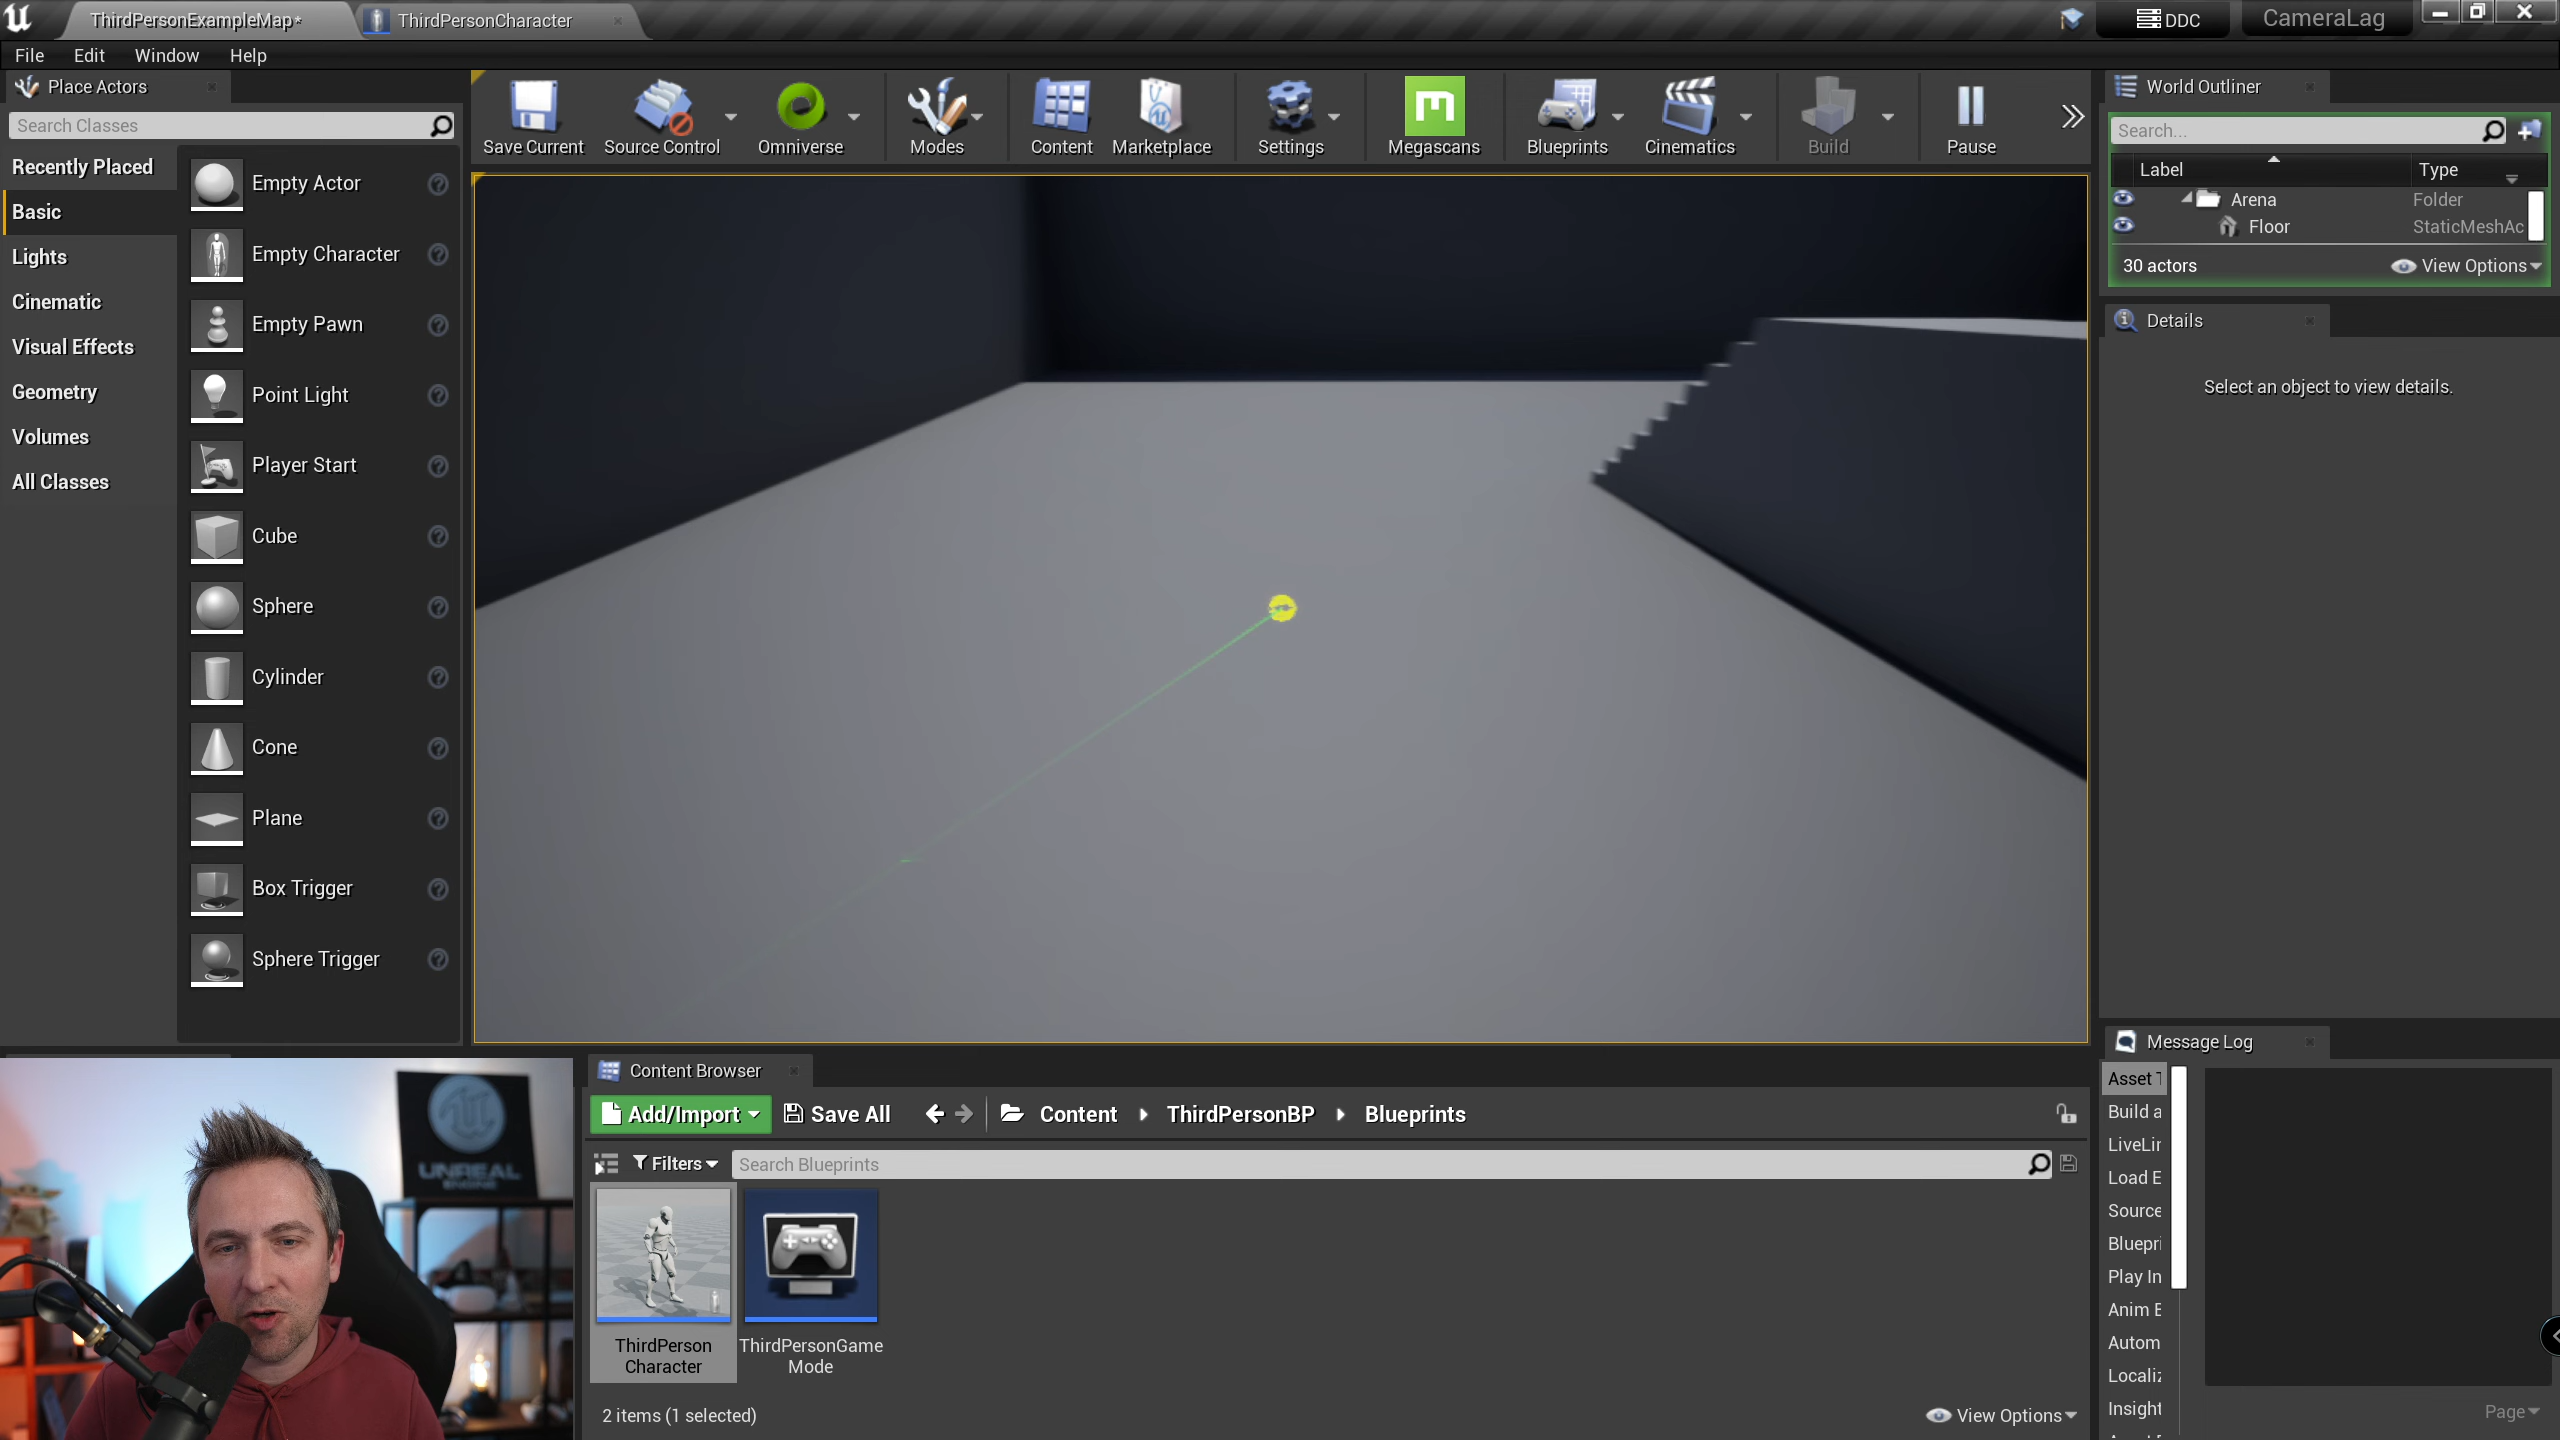 ThirdPersonExampleMap*
ThirdPersonCharacter
DDC
CameraLag
File Edit Window Help
Place Actors
Search Classes
Recently Placed
Basic
Lights
Cinematic
Visual Effects
Geometry
Volumes
All Classes
Empty Actor
Empty Character
Empty Pawn
Point Light
Player Start
Cube
Sphere
Cylinder
Cone
Plane
Box Trigger
Sphere Trigger
Save Current
Source Control
Omniverse
Modes
Content
Marketplace
Settings
Megascans
Blueprints
Cinematics
Build
Pause
World Outliner
Search...
Label Type
Arena Folder
Floor StaticMeshAc
30 actors View Options
Details
Select an object to view details.
UNREAL
ENGINE
Content Browser
Add/Import Save All Content ThirdPersonBP Blueprints
Filters Search Blueprints
ThirdPerson
Character
ThirdPersonGame
Mode
2 items (1 selected) View Options
Message Log
Asset T
Build a
LiveLin
Load E
Source
Bluepri
Play In
Anim B
Autom
Localiz
Insight
Page